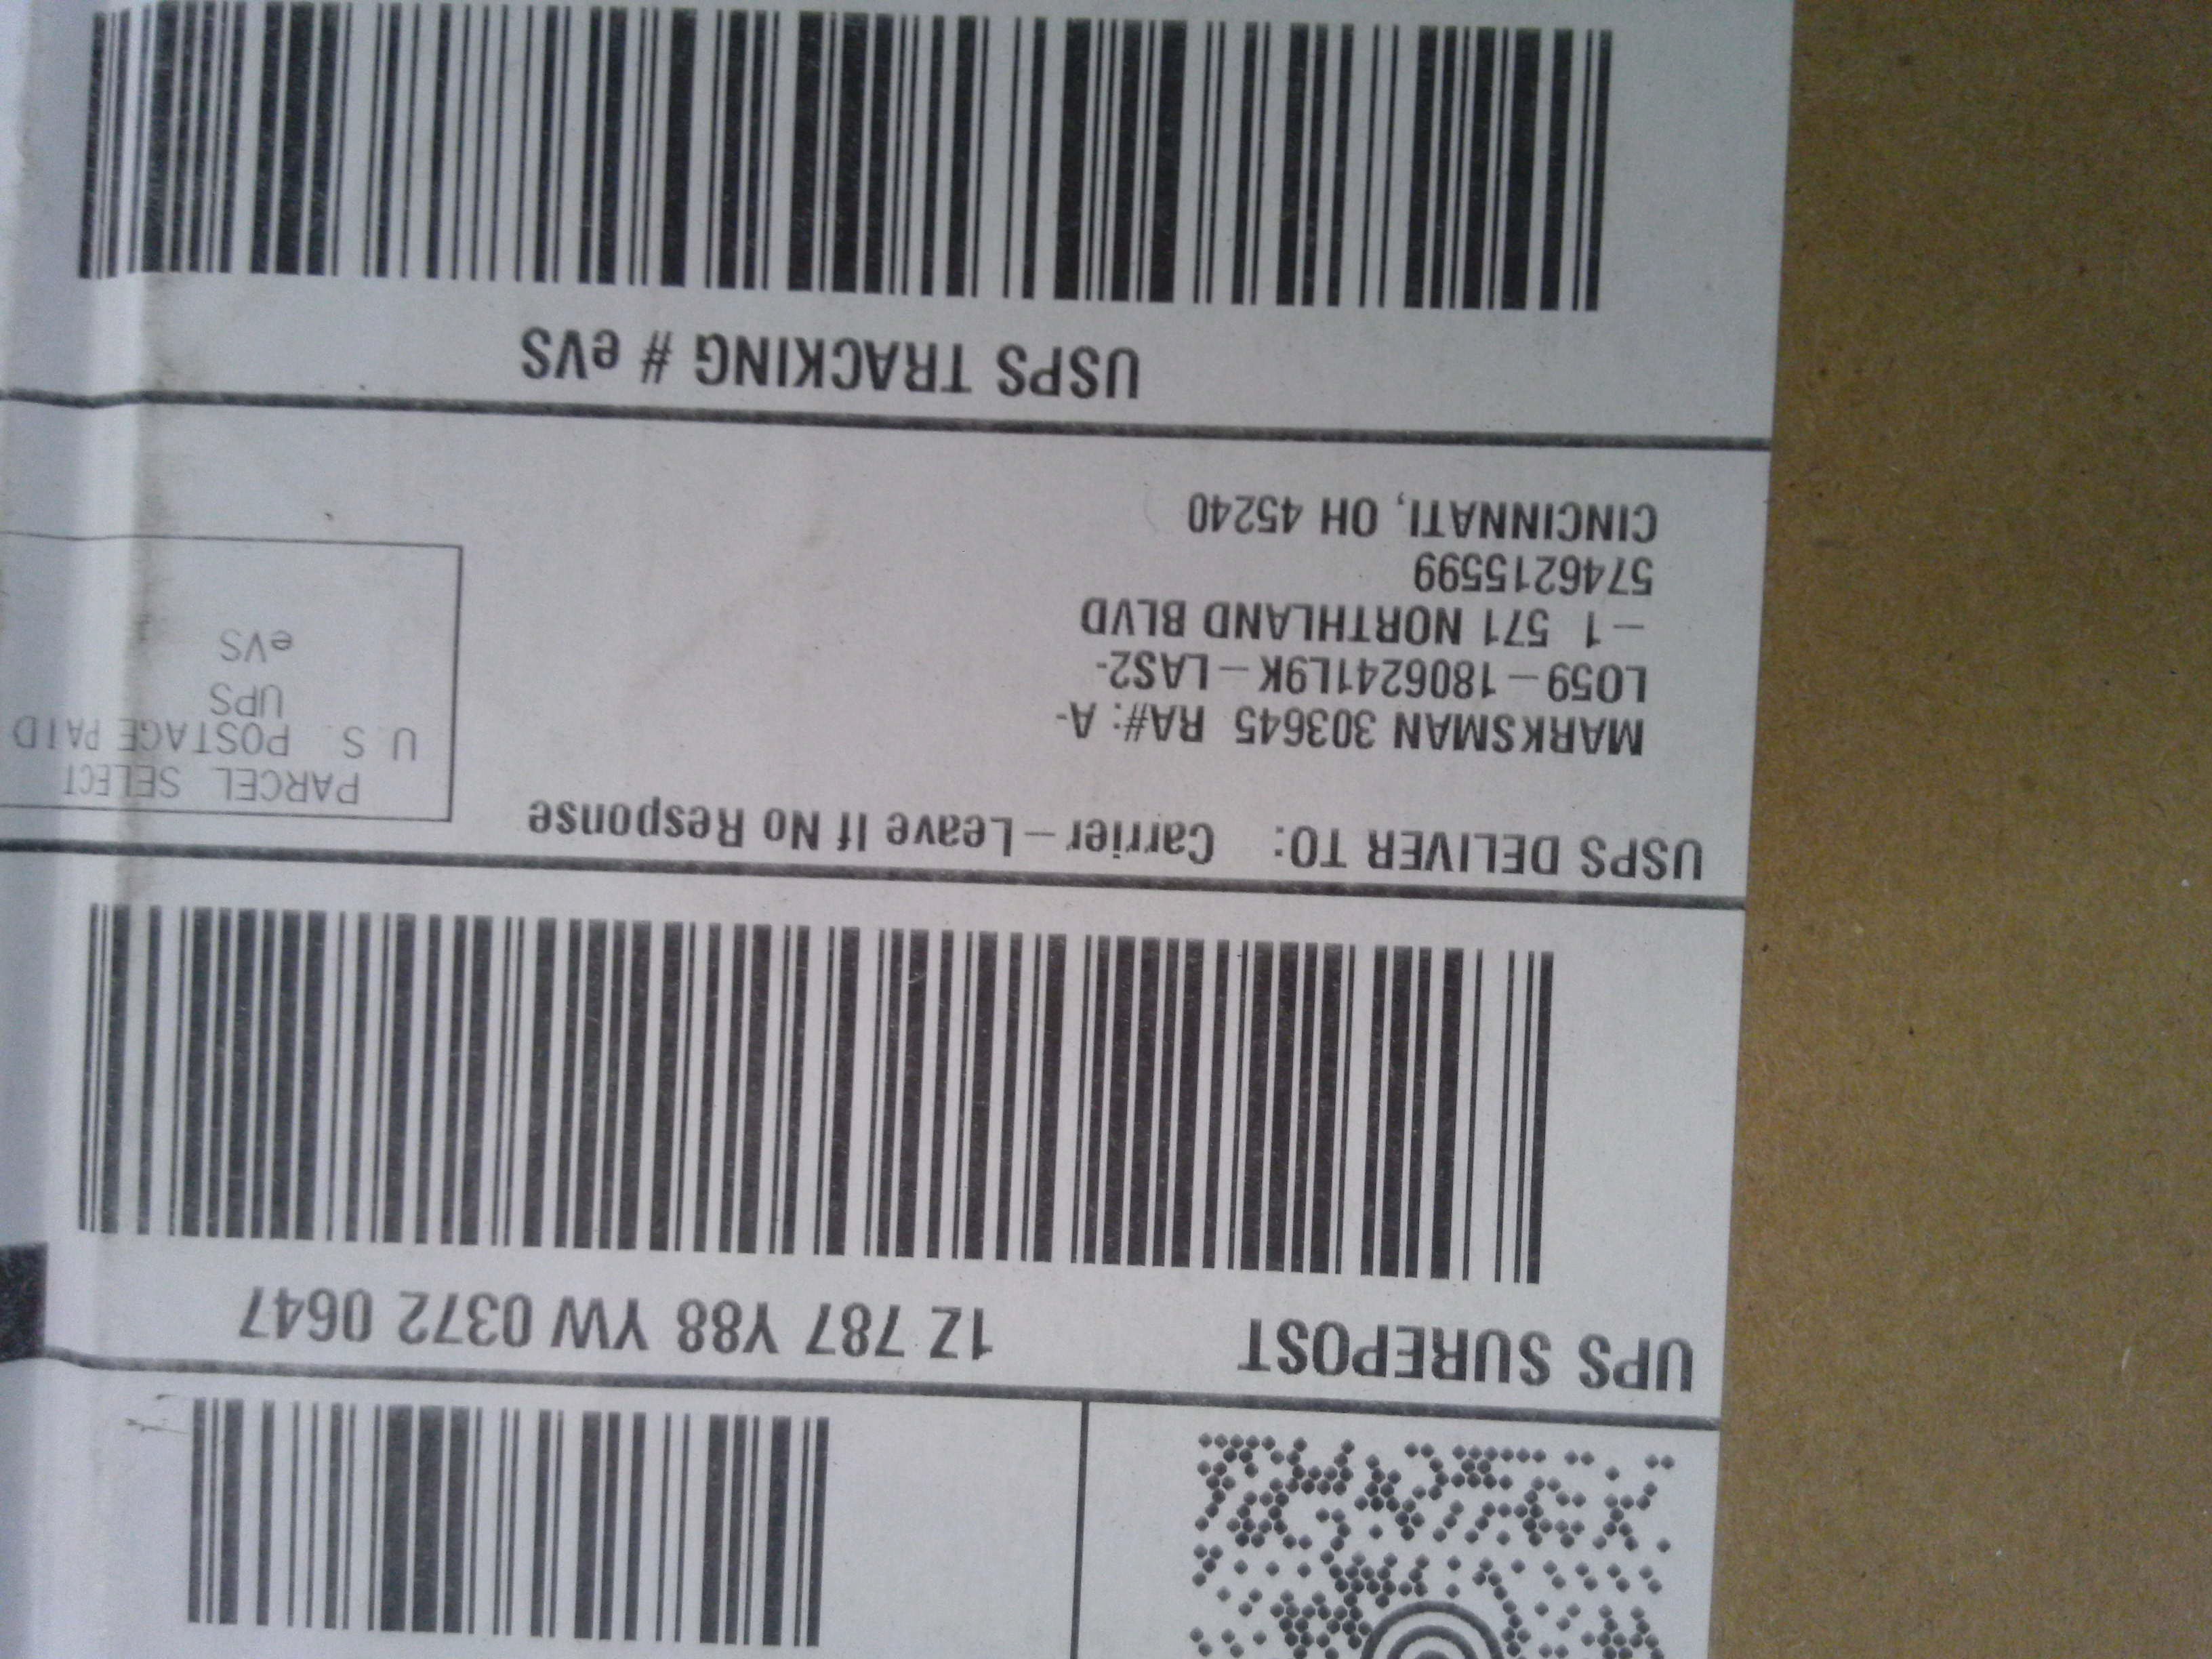 UPS SUREPOST 1Z 787 Y88 YW 0372 0647
USPS DELIVER TO: Carrier – Leave If No Response
MARKSMAN 303645 RA#: A-
LO59 – 1806241L9K – LAS2-
– 1 571 NORTHLAND BLVD
5746215599
CINCINNATI, OH 45240
PARCEL SELECT
U.S. POSTAGE PAID
UPS
eVS
USPS TRACKING # eVS